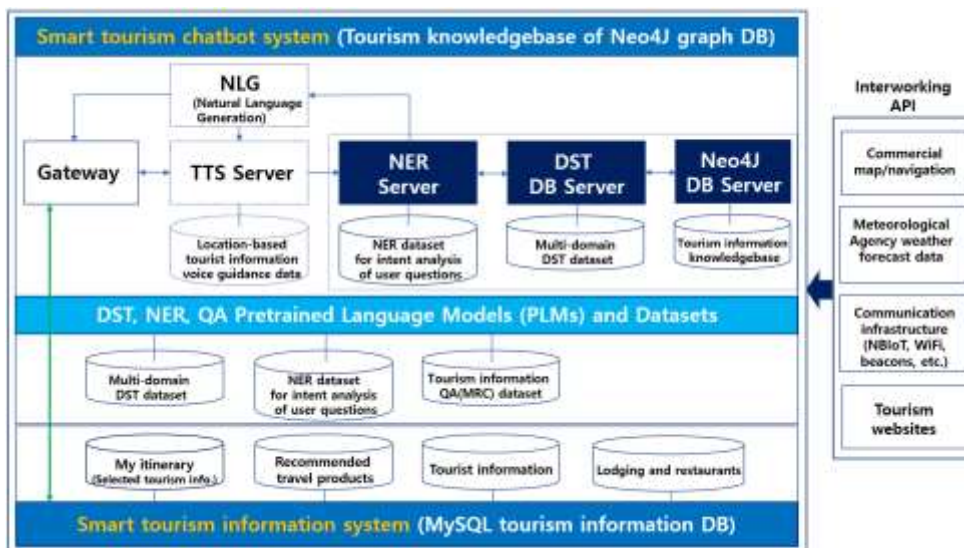 Smart tourism chatbot system (Tourism knowledgebase of Neo4J graph DB)
NLG
(Natural Language
Generation)
Gateway
TTS Server
NER
Server
DST
DB Server
Neo4J
DB Server
Location-based
tourist information
voice guidance data
NER dataset
for intent analysis
of user questions
Multi-domain
DST dataset
Tourism information
knowledgebase
DST, NER, QA Pretrained Language Models (PLMs) and Datasets
Multi-domain
DST dataset
NER dataset
for intent analysis
of user questions
Tourism information
QA(MRC) dataset
My itinerary
(Selected tourism info.)
Recommended
travel products
Tourist information
Lodging and restaurants
Smart tourism information system (MySQL tourism information DB)
Interworking
API
Commercial
map/navigation
Meteorological
Agency weather
forecast data
Communication
infrastructure
(NBIoT, WiFi,
beacons, etc.)
Tourism
websites